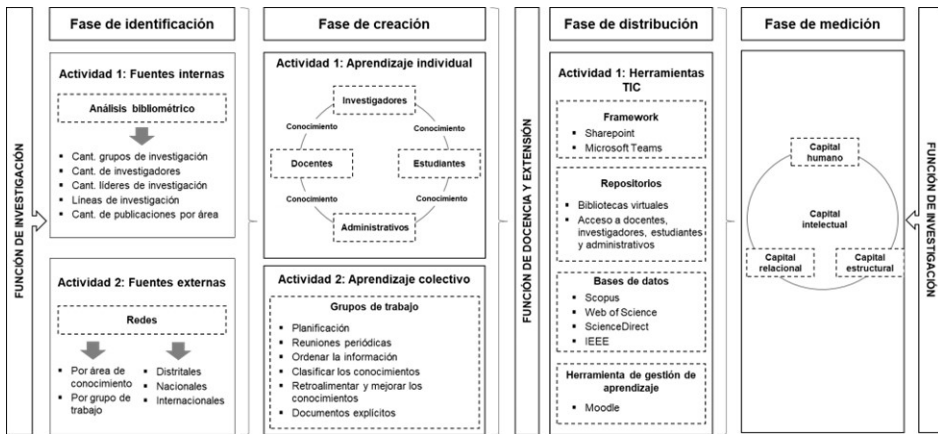 FUNCIÓN DE INVESTIGACIÓN
Fase de identificación
Actividad 1: Fuentes internas
Análisis bibliométrico
▪ Cant. grupos de investigación
▪ Cant. de investigadores
▪ Cant. líderes de investigación
▪ Líneas de investigación
▪ Cant. de publicaciones por área
Actividad 2: Fuentes externas
Redes
▪ Por área de
conocimiento
▪ Por grupo de
trabajo
▪ Distritales
▪ Nacionales
▪ Internacionales
Fase de creación
Actividad 1: Aprendizaje individual
Investigadores
Conocimiento
Conocimiento
Docentes
Estudiantes
Conocimiento
Conocimiento
Administrativos
Actividad 2: Aprendizaje colectivo
Grupos de trabajo
▪ Planificación
▪ Reuniones periódicas
▪ Ordenar la información
▪ Clasificar los conocimientos
▪ Retroalimentar y mejorar los
conocimientos
▪ Documentos explícitos
FUNCIÓN DE DOCENCIA Y EXTENSIÓN
Fase de distribución
Actividad 1: Herramientas
TIC
Framework
▪ Sharepoint
▪ Microsoft Teams
Repositorios
▪ Bibliotecas virtuales
▪ Acceso a docentes,
investigadores, estudiantes
y administrativos
Bases de datos
▪ Scopus
▪ Web of Science
▪ ScienceDirect
▪ IEEE
Herramienta de gestión de
aprendizaje
▪ Moodle
Fase de medición
Capital
humano
Capital
intelectual
Capital
relacional
Capital
estructural
FUNCIÓN DE INVESTIGACIÓN